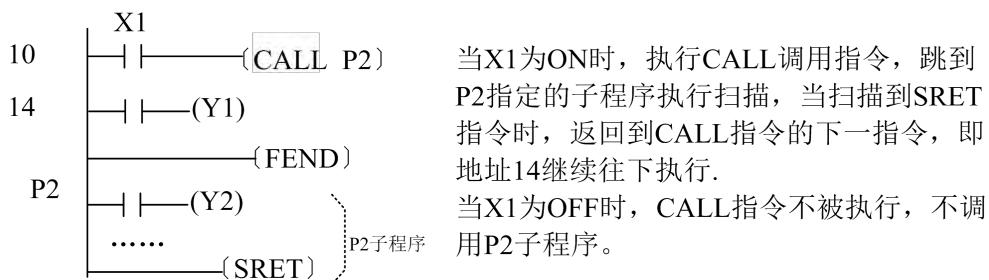 X1
10 〔CALL P2〕
14 (Y1)
〔FEND〕
P2 (Y2)
…… P2子程序
〔SRET〕
当X1为ON时，执行CALL调用指令，跳到
P2指定的子程序执行扫描，当扫描到SRET
指令时，返回到CALL指令的下一指令，即
地址14继续往下执行.
当X1为OFF时，CALL指令不被执行，不调
用P2子程序。